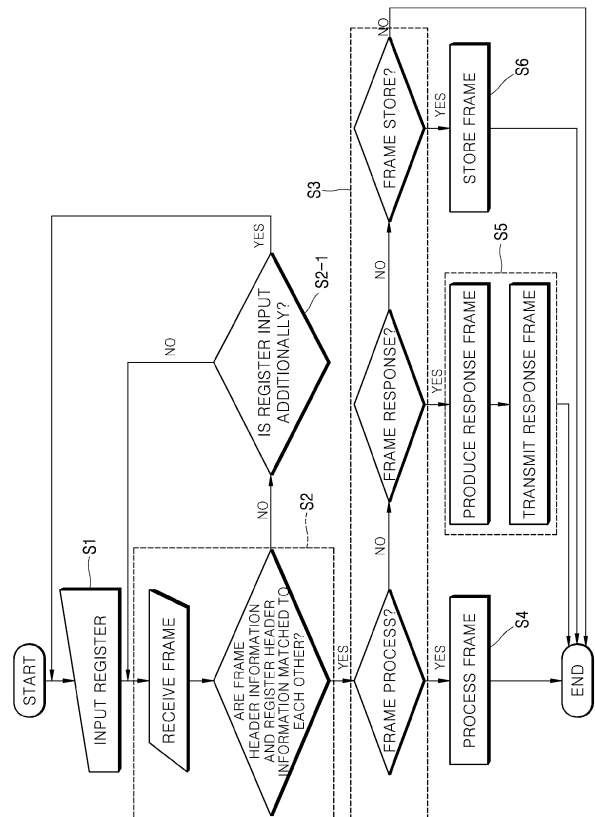 START
INPUT REGISTER
S1
RECEIVE FRAME
ARE FRAME
HEADER INFORMATION
AND REGISTER HEADER
INFORMATION MATCHED TO
EACH OTHER?
S2
NO
YES
IS REGISTER INPUT
ADDITIONALLY?
S2-1
NO
YES
S3
FRAME PROCESS?
NO
YES
FRAME RESPONSE?
NO
YES
FRAME STORE?
NO
YES
PROCESS FRAME
S4
PRODUCE RESPONSE FRAME
TRANSMIT RESPONSE FRAME
S5
STORE FRAME
S6
END